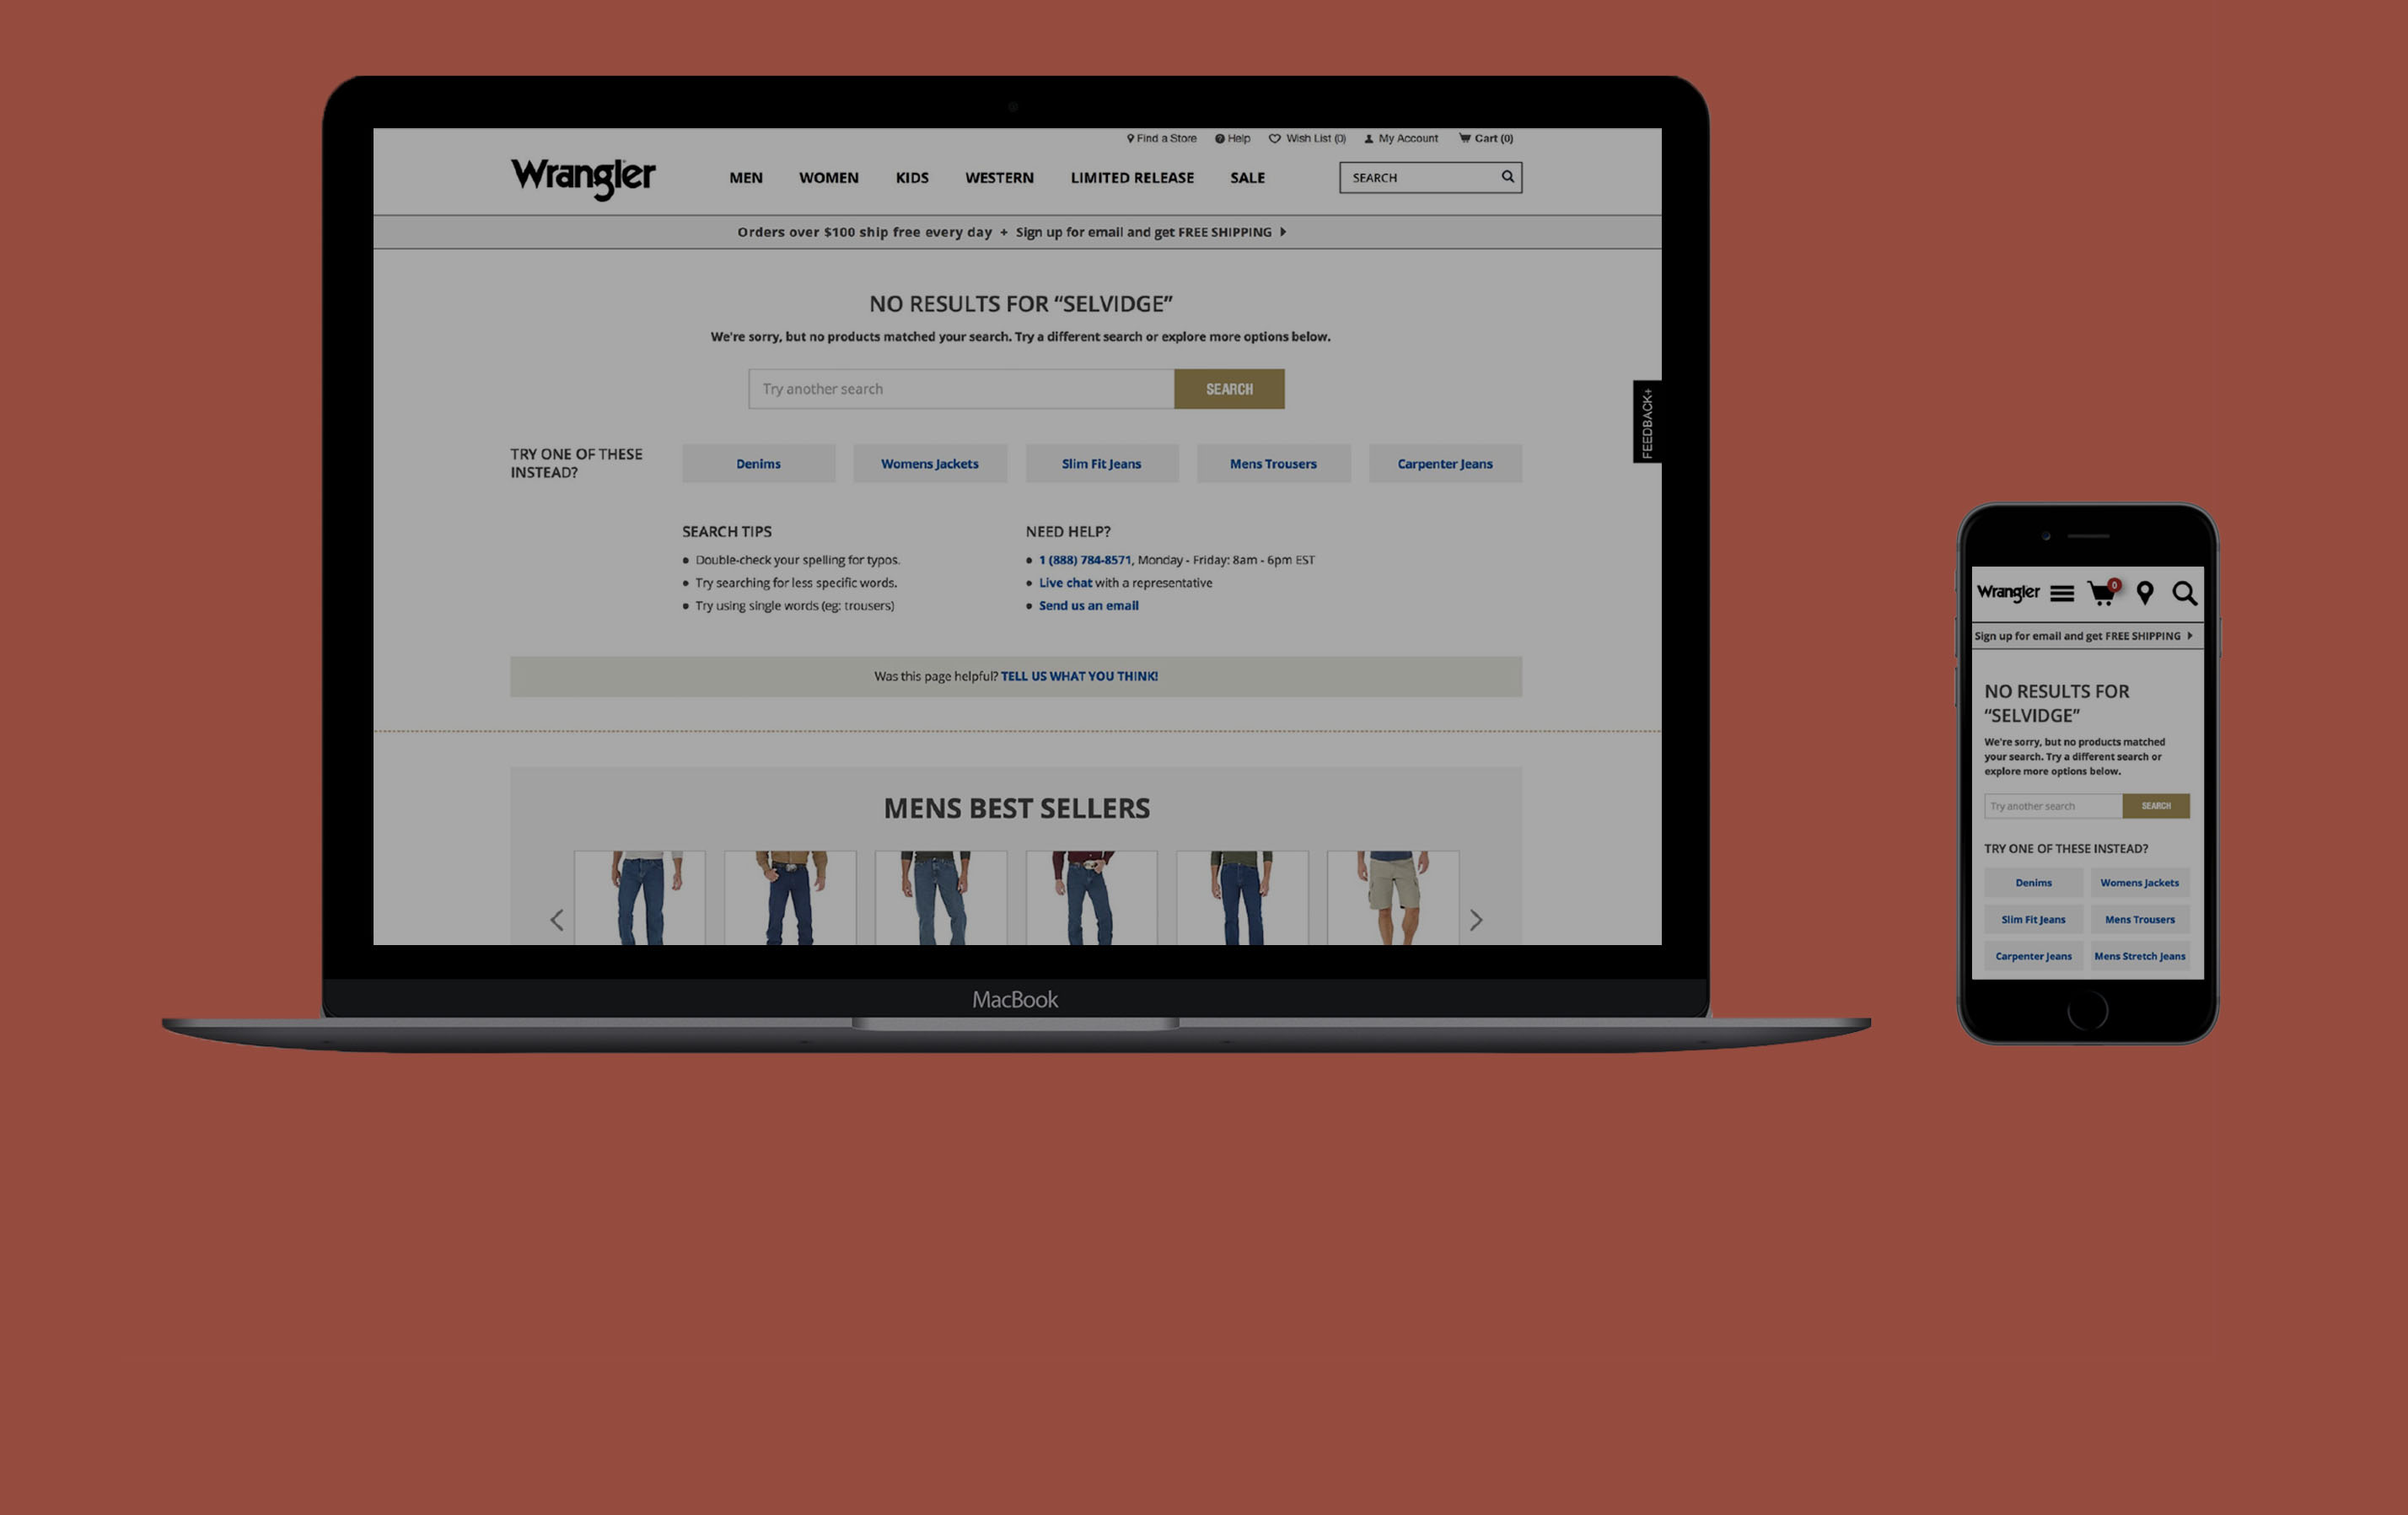 Find a Store Help Wish List (0) My Account Cart (0)
Wrangler MEN WOMEN KIDS WESTERN LIMITED RELEASE SALE SEARCH
Orders over $100 ship free every day + Sign up for email and get FREE SHIPPING
NO RESULTS FOR “SELVIDGE”
We're sorry, but no products matched your search. Try a different search or explore more options below.
Try another search SEARCH
FEEDBACK+
TRY ONE OF THESE
INSTEAD?
Denims Womens Jackets Slim Fit Jeans Mens Trousers Carpenter Jeans
SEARCH TIPS
• Double-check your spelling for typos.
• Try searching for less specific words.
• Try using single words (eg: trousers)
NEED HELP?
• 1 (888) 784-8571, Monday - Friday: 8am - 6pm EST
• Live chat with a representative
• Send us an email
Was this page helpful? TELL US WHAT YOU THINK!
MENS BEST SELLERS
MacBook
Wrangler 0
Sign up for email and get FREE SHIPPING
NO RESULTS FOR
“SELVIDGE”
We're sorry, but no products matched
your search. Try a different search or
explore more options below.
Try another search SEARCH
TRY ONE OF THESE INSTEAD?
Denims Womens Jackets
Slim Fit Jeans Mens Trousers
Carpenter Jeans Mens Stretch Jeans